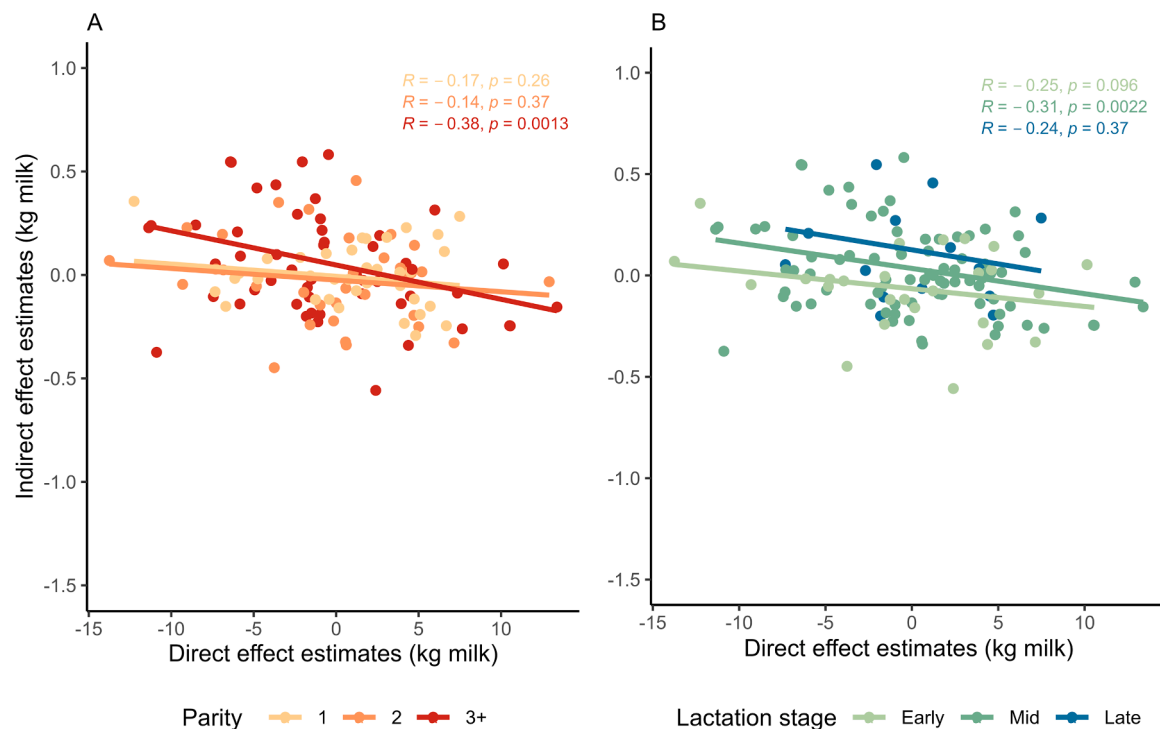 A
R = − 0.17, p = 0.26
R = − 0.14, p = 0.37
R = − 0.38, p = 0.0013
1.0
0.5
0.0
-0.5
-1.0
-1.5
Indirect effect estimates (kg milk)
-15 -10 -5 0 5 10
Direct effect estimates (kg milk)
Parity 1 2 3+
B
R = − 0.25, p = 0.096
R = − 0.31, p = 0.0022
R = − 0.24, p = 0.37
1.0
0.5
0.0
-0.5
-1.0
-1.5
-15 -10 -5 0 5 10
Direct effect estimates (kg milk)
Lactation stage Early Mid Late